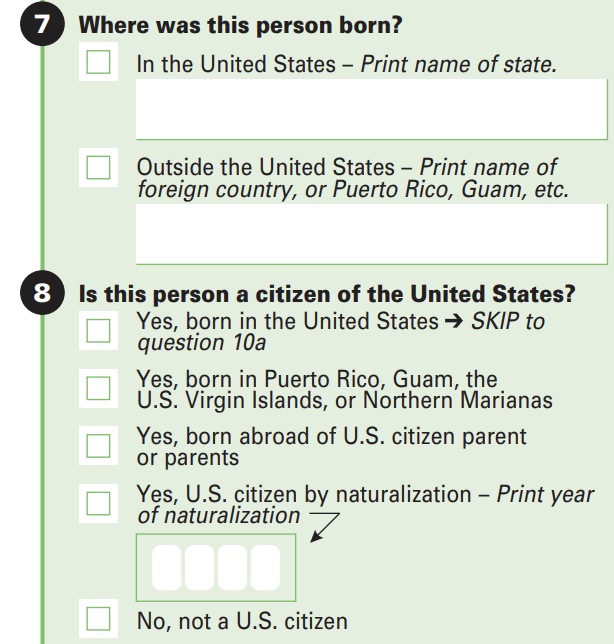 7 Where was this person born?
In the United States – Print name of state.
Outside the United States – Print name of
foreign country, or Puerto Rico, Guam, etc.
8 Is this person a citizen of the United States?
Yes, born in the United States ➔ SKIP to
question 10a
Yes, born in Puerto Rico, Guam, the
U.S. Virgin Islands, or Northern Marianas
Yes, born abroad of U.S. citizen parent
or parents
Yes, U.S. citizen by naturalization – Print year
of naturalization
No, not a U.S. citizen